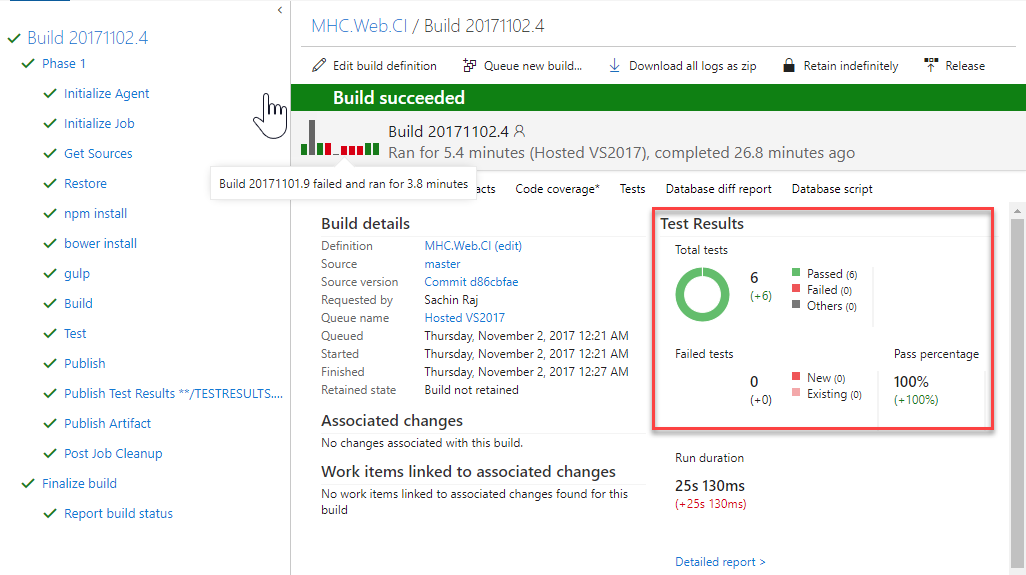 Build 20171102.4
Phase 1
Initialize Agent
Initialize Job
Get Sources
Restore
npm install
bower install
gulp
Build
Test
Publish
Publish Test Results **/TESTRESULTS....
Publish Artifact
Post Job Cleanup
Finalize build
Report build status
MHC.Web.CI / Build 20171102.4
Edit build definition Queue new build... Download all logs as zip Retain indefinitely Release
Build succeeded
Build 20171102.4
Ran for 5.4 minutes (Hosted VS2017), completed 26.8 minutes ago
Build 20171101.9 failed and ran for 3.8 minutes
acts Code coverage* Tests Database diff report Database script
Build details
Definition MHC.Web.CI (edit)
Source master
Source version Commit d86cbfae
Requested by Sachin Raj
Queue name Hosted VS2017
Queued Thursday, November 2, 2017 12:21 AM
Started Thursday, November 2, 2017 12:21 AM
Finished Thursday, November 2, 2017 12:27 AM
Retained state Build not retained
Associated changes
No changes associated with this build.
Work items linked to associated changes
No work items linked to associated changes found for this
build
Test Results
Total tests
6
(+6)
Passed (6)
Failed (0)
Others (0)
Failed tests
0
(+0)
New (0)
Existing (0)
Pass percentage
100%
(+100%)
Run duration
25s 130ms
(+25s 130ms)
Detailed report >